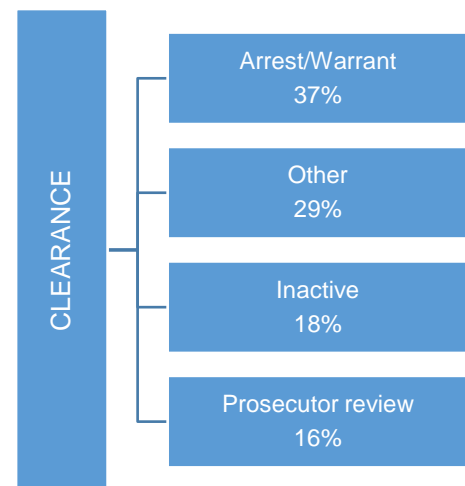 CLEARANCE
Arrest/Warrant
37%
Other
29%
Inactive
18%
Prosecutor review
16%